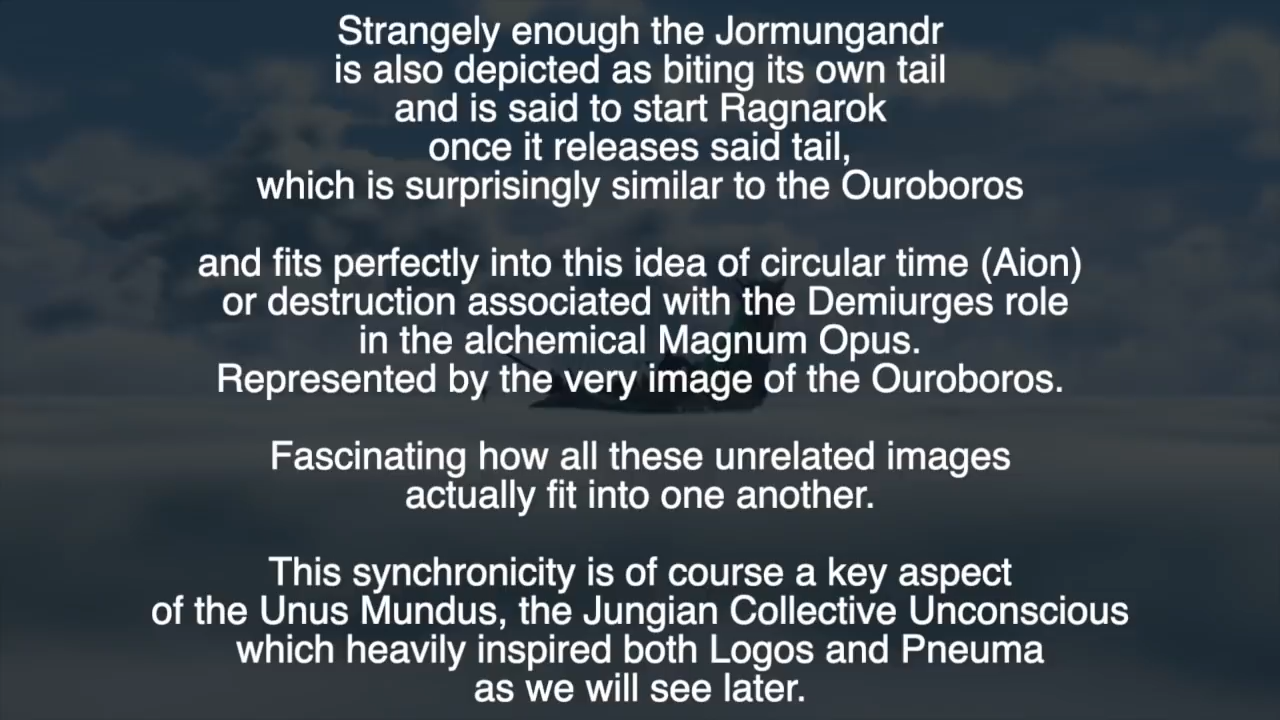 Strangely enough the Jormungandr
is also depicted as biting its own tail
and is said to start Ragnarok
once it releases said tail,
which is surprisingly similar to the Ouroboros
and fits perfectly into this idea of circular time (Aion)
or destruction associated with the Demiurges role
in the alchemical Magnum Opus.
Represented by the very image of the Ouroboros.
Fascinating how all these unrelated images
actually fit into one another.
This synchronicity is of course a key aspect
of the Unus Mundus, the Jungian Collective Unconscious
which heavily inspired both Logos and Pneuma
as we will see later.